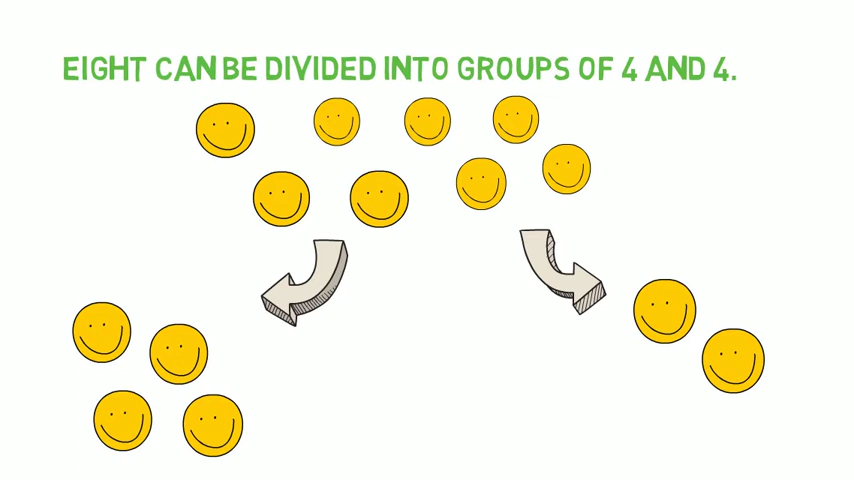 EIGHT CAN BE DIVIDED INTO GROUPS OF 4 AND 4.